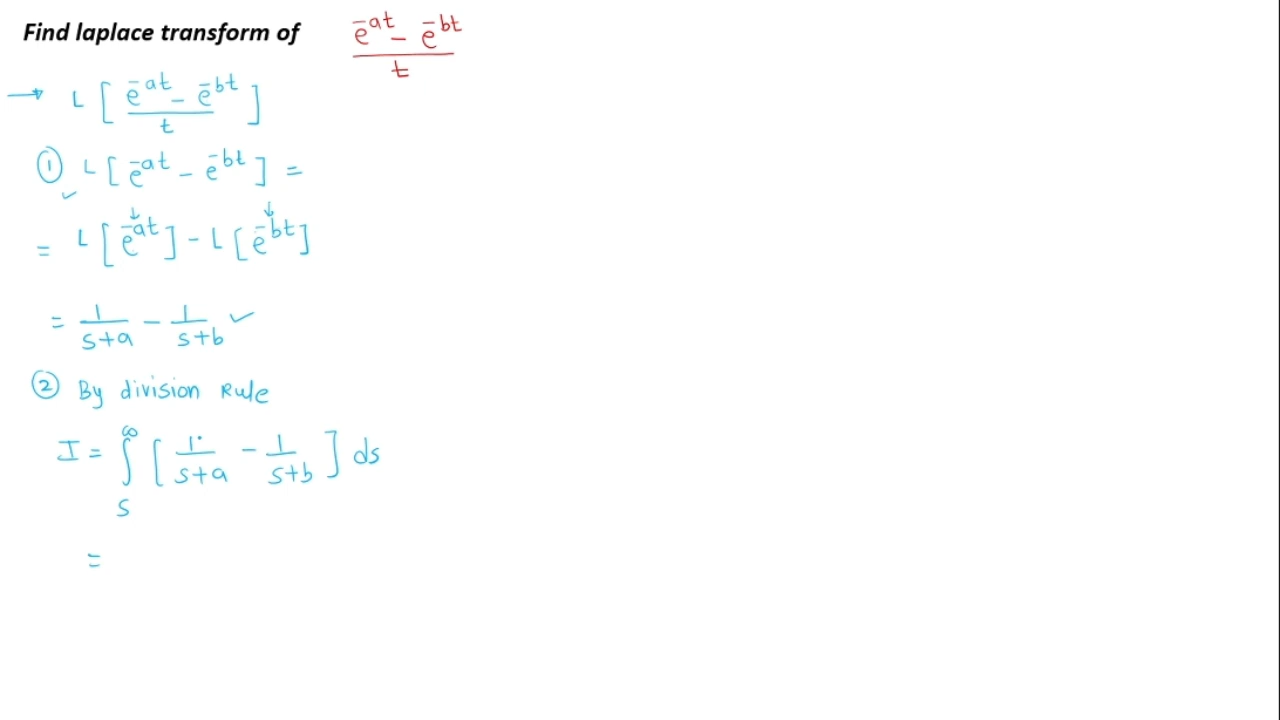 Find laplace transform of (e^-at - e^-bt)/t
→ L [ (e^-at - e^-bt)/t ]
① L [ e^-at - e^-bt ] =
= L [ e^-at ] - L [ e^-bt ]
= 1/(s+a) - 1/(s+b) ✓
② By division Rule
I = ∫_s^∞ [ 1/(s+a) - 1/(s+b) ] ds
=